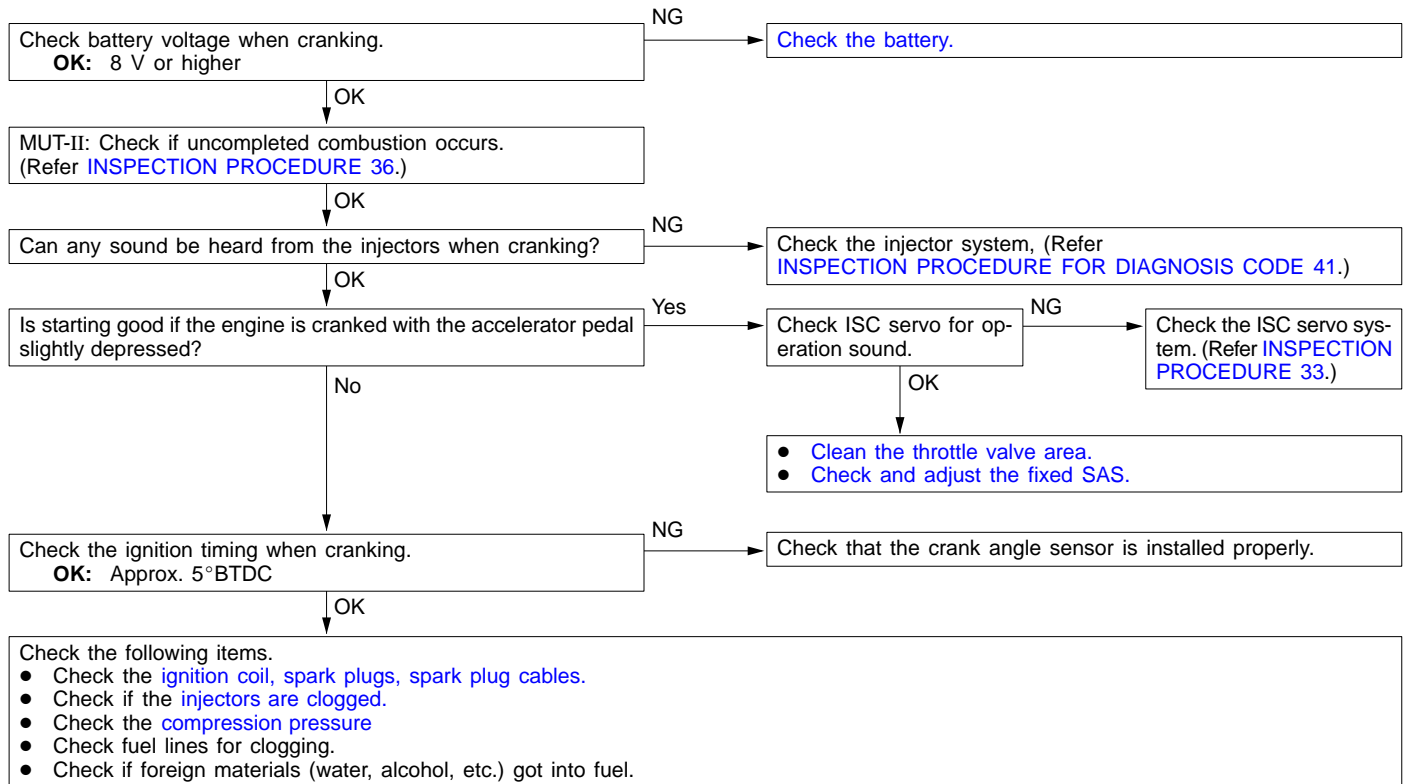 Check battery voltage when cranking.
OK: 8 V or higher
NG
Check the battery.
OK
MUT-II: Check if uncompleted combustion occurs.
(Refer INSPECTION PROCEDURE 36.)
OK
Can any sound be heard from the injectors when cranking?
NG
Check the injector system, (Refer
INSPECTION PROCEDURE FOR DIAGNOSIS CODE 41.)
OK
Is starting good if the engine is cranked with the accelerator pedal
slightly depressed?
Yes
Check ISC servo for op-
eration sound.
NG
Check the ISC servo sys-
tem. (Refer INSPECTION
PROCEDURE 33.)
OK
● Clean the throttle valve area.
● Check and adjust the fixed SAS.
No
Check the ignition timing when cranking.
OK: Approx. 5°BTDC
NG
Check that the crank angle sensor is installed properly.
OK
Check the following items.
● Check the ignition coil, spark plugs, spark plug cables.
● Check if the injectors are clogged.
● Check the compression pressure
● Check fuel lines for clogging.
● Check if foreign materials (water, alcohol, etc.) got into fuel.